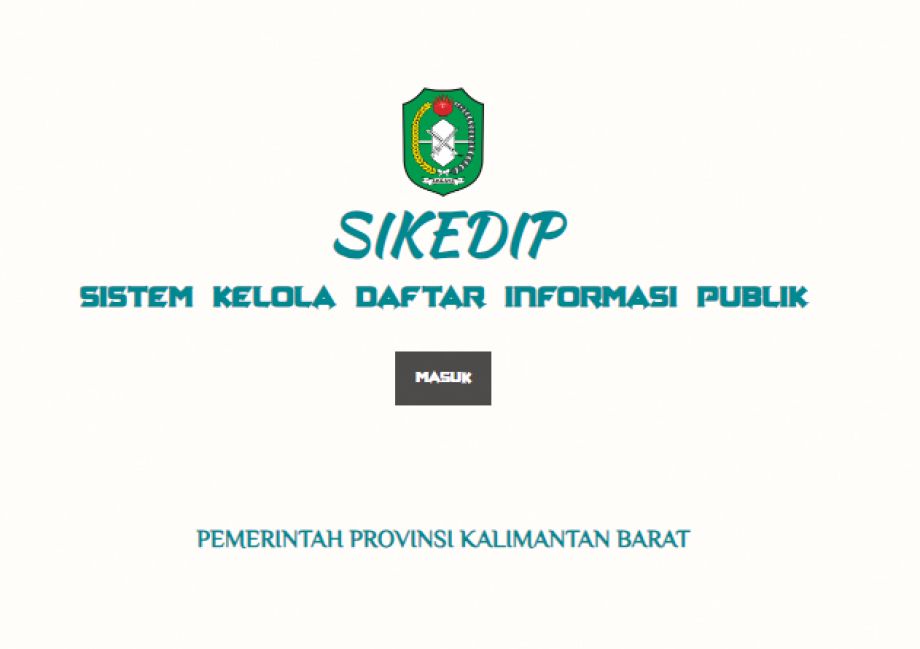 SIKEDIP
SISTEM KELOLA DAFTAR INFORMASI PUBLIK
MASUK
PEMERINTAH PROVINSI KALIMANTAN BARAT